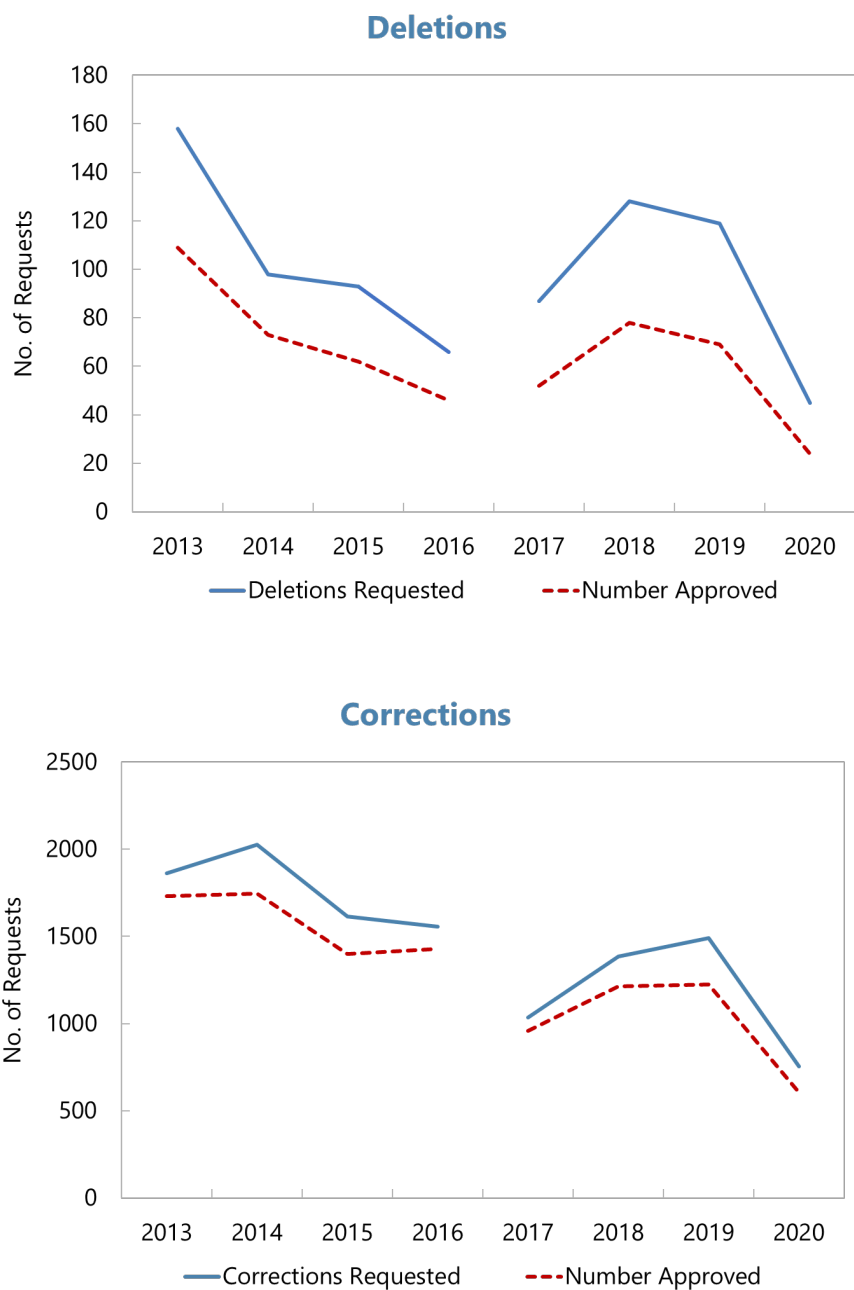 Deletions
180
160
140
120
100
80
60
40
20
0
No. of Requests
2013 2014 2015 2016 2017 2018 2019 2020
Deletions Requested Number Approved
Corrections
2500
2000
1500
1000
500
0
No. of Requests
2013 2014 2015 2016 2017 2018 2019 2020
Corrections Requested Number Approved